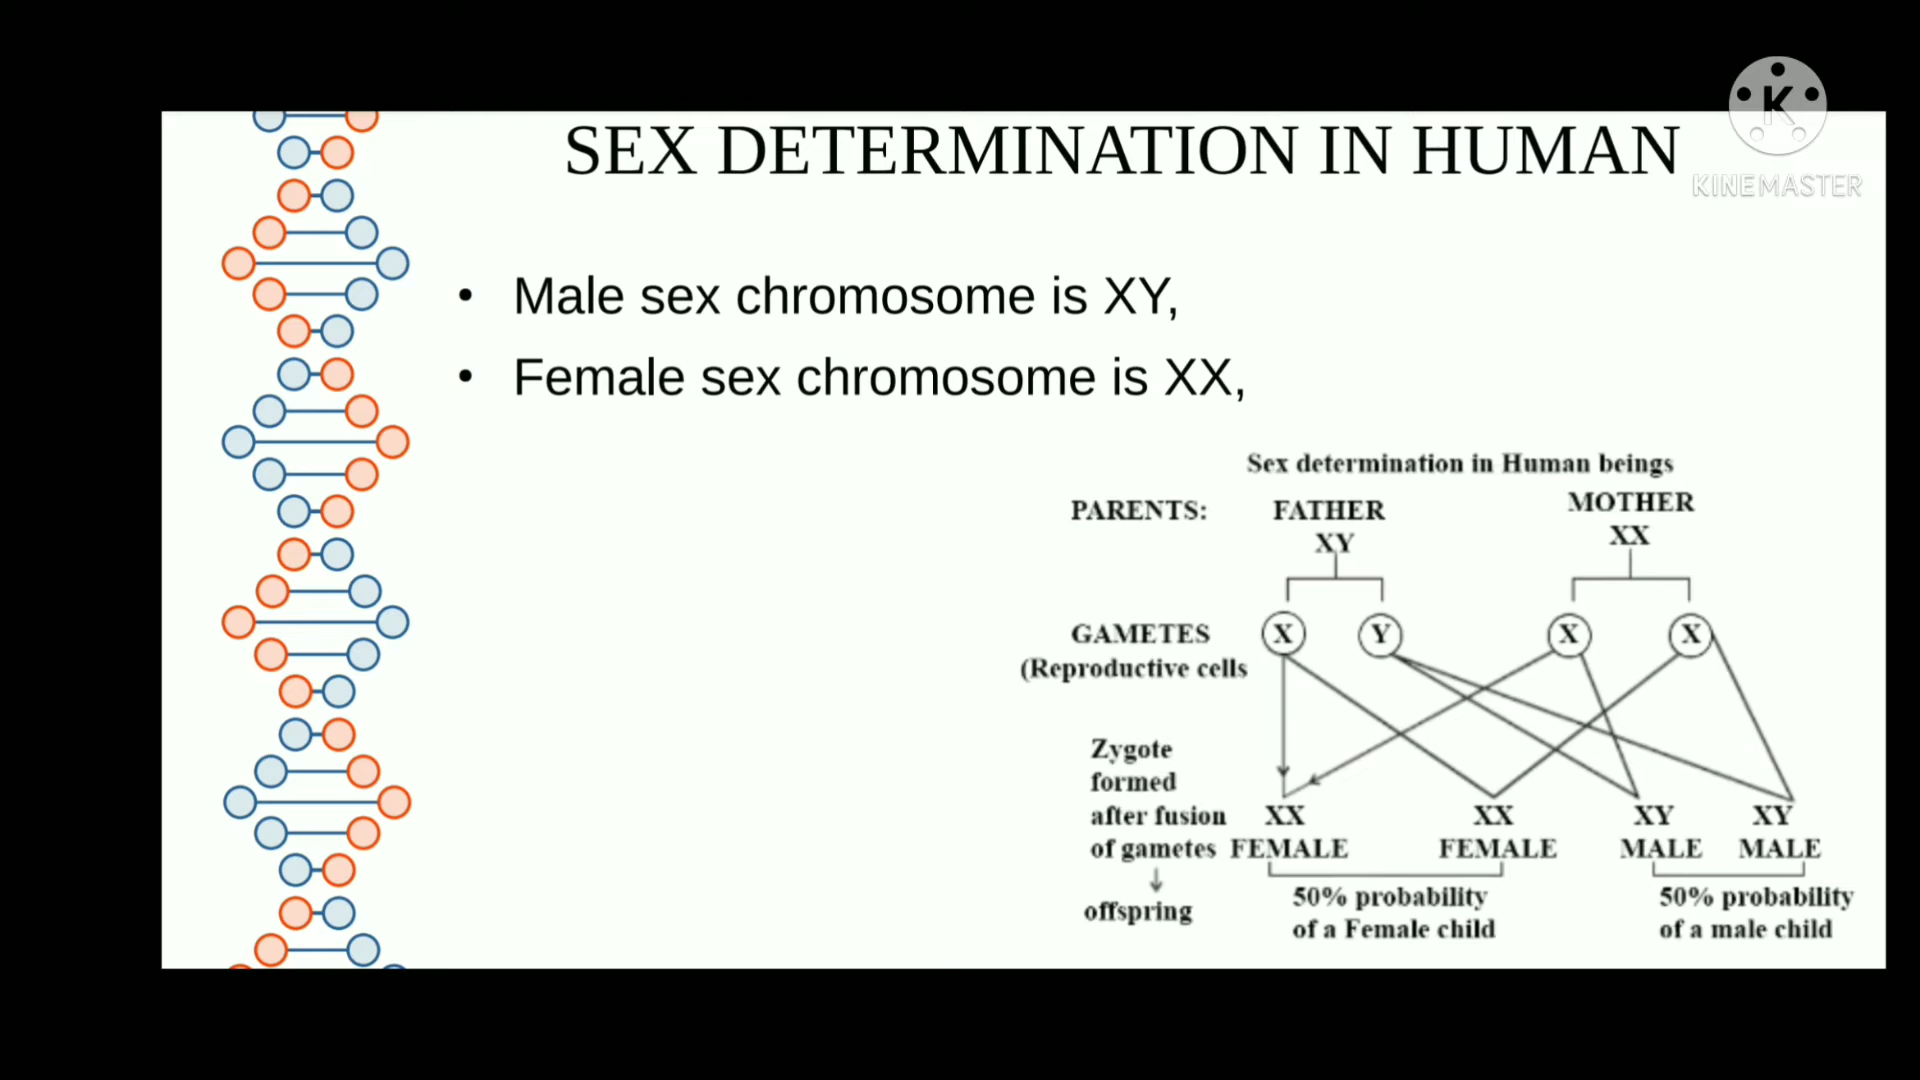 SEX DETERMINATION IN HUMAN
K
KINEMASTER
• Male sex chromosome is XY,
• Female sex chromosome is XX,
Sex determination in Human beings
PARENTS: FATHER MOTHER
XY XX
GAMETES X Y X X
(Reproductive cells
Zygote
formed
after fusion XX XX XY XY
of gametes FEMALE FEMALE MALE MALE
offspring 50% probability 50% probability
of a Female child of a male child